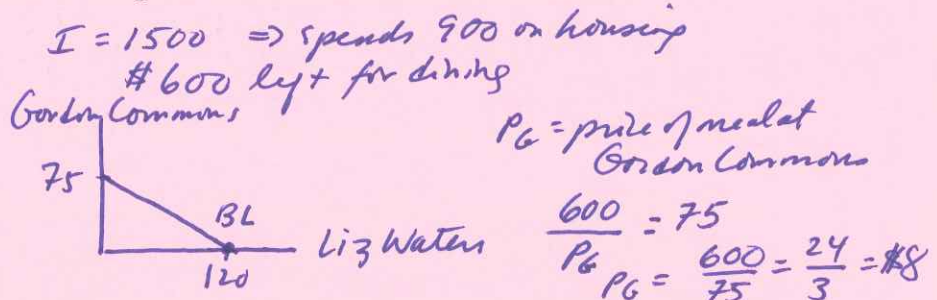 I = 1500 => spends 900 on housing
$600 left for dining
Gordon Commons
P_G = price of meal at
Gordon Commons
75
BL
Liz Waters
120
600/P_G = 75
P_G = 600/75 = 24/3 = $8